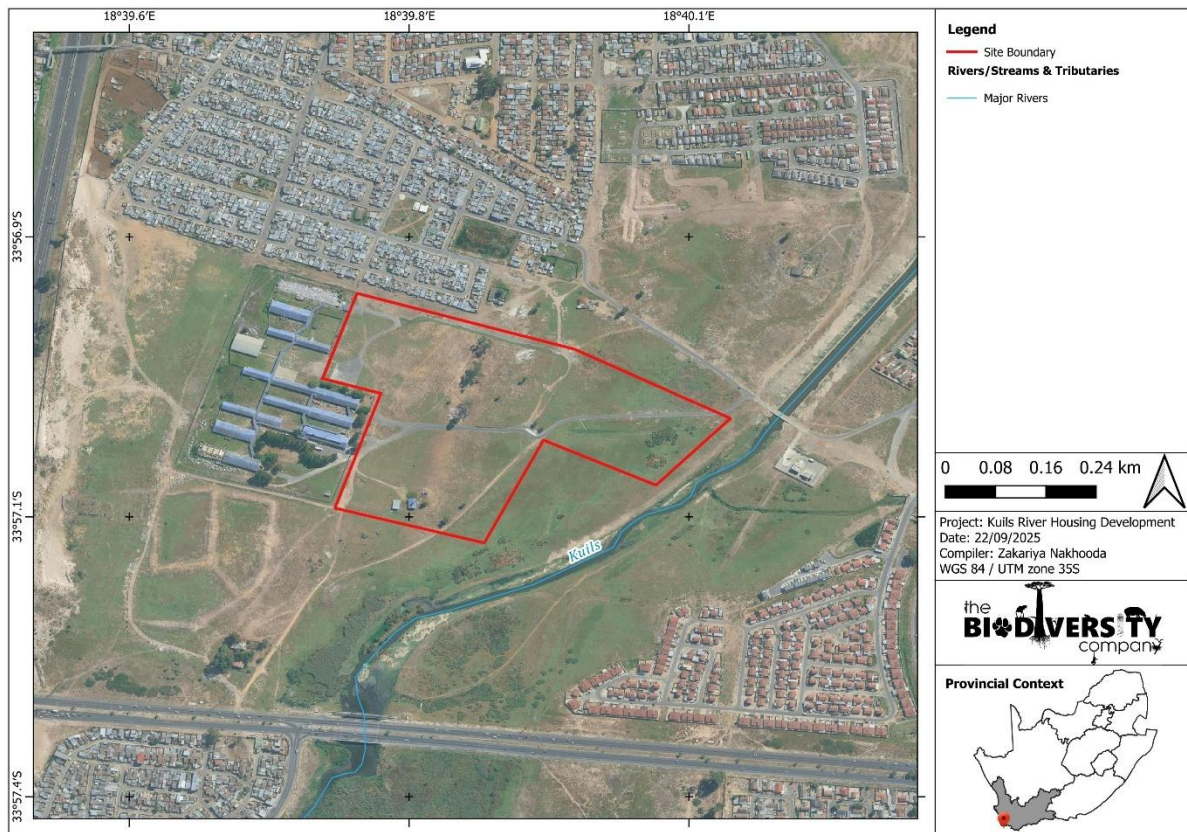 18°39.6'E 18°39.8'E 18°40.1'E
33°56.9'S
33°57.1'S
33°57.4'S
Kuils
Legend
Site Boundary
Rivers/Streams & Tributaries
Major Rivers
0 0.08 0.16 0.24 km
Project: Kuils River Housing Development
Date: 22/09/2025
Compiler: Zakariya Nakhooda
WGS 84 / UTM zone 35S
the
BIODIVERSITY
company
Provincial Context